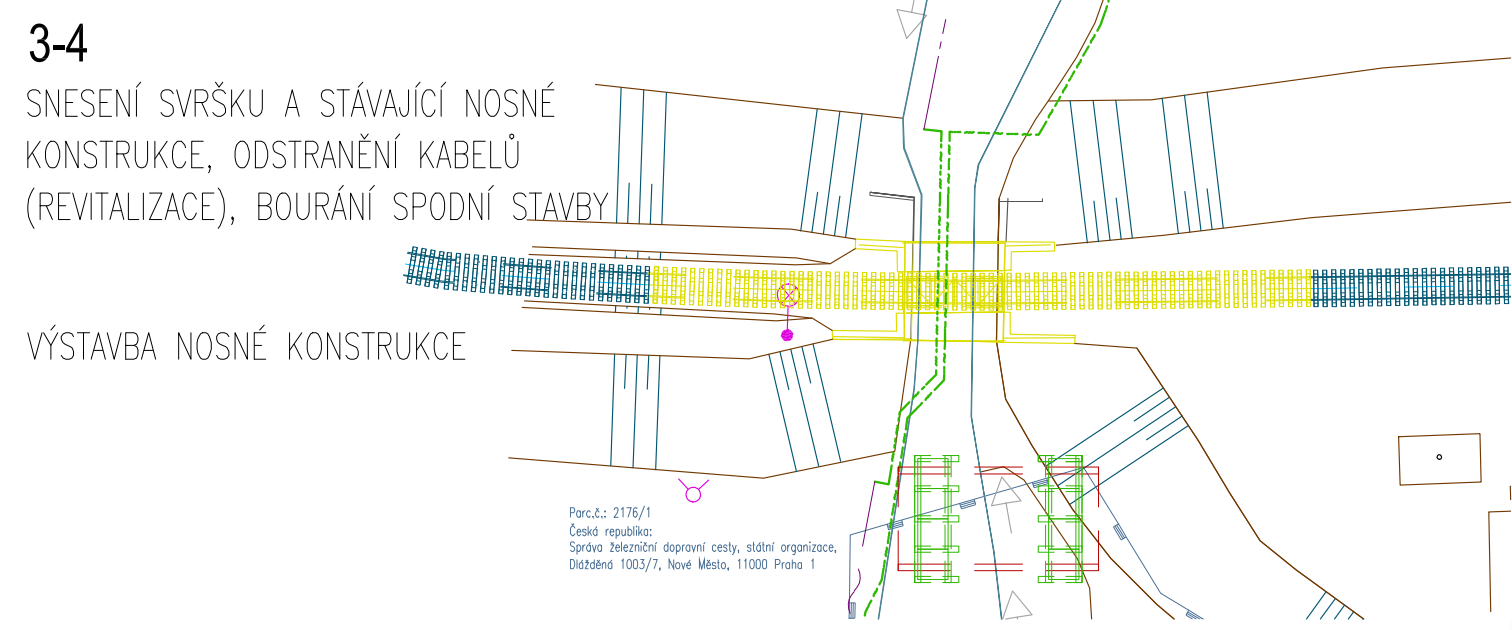 3-4
SNESENÍ SVRŠKU A STÁVAJÍCÍ NOSNÉ
KONSTRUKCE, ODSTRANĚNÍ KABELŮ
(REVITALIZACE), BOURÁNÍ SPODNÍ STAVBY
VÝSTAVBA NOSNÉ KONSTRUKCE
Parc.č.: 2176/1
Česká republika:
Správa železniční dopravní cesty, státní organizace,
Dlážděná 1003/7, Nové Město, 11000 Praha 1